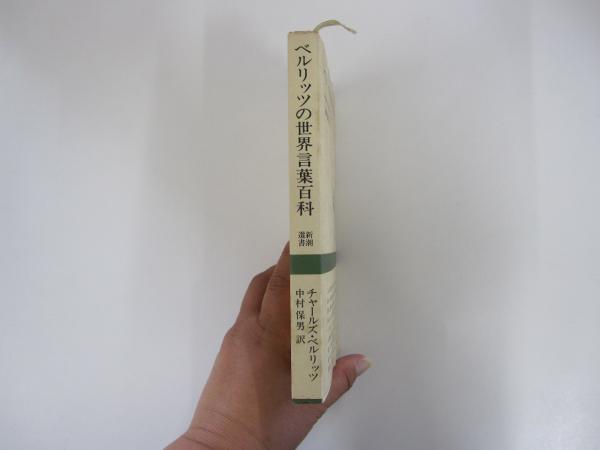 ベルリッツの世界言葉百科
新潮
選書
チャールズ・ベルリッツ
中村保男 訳